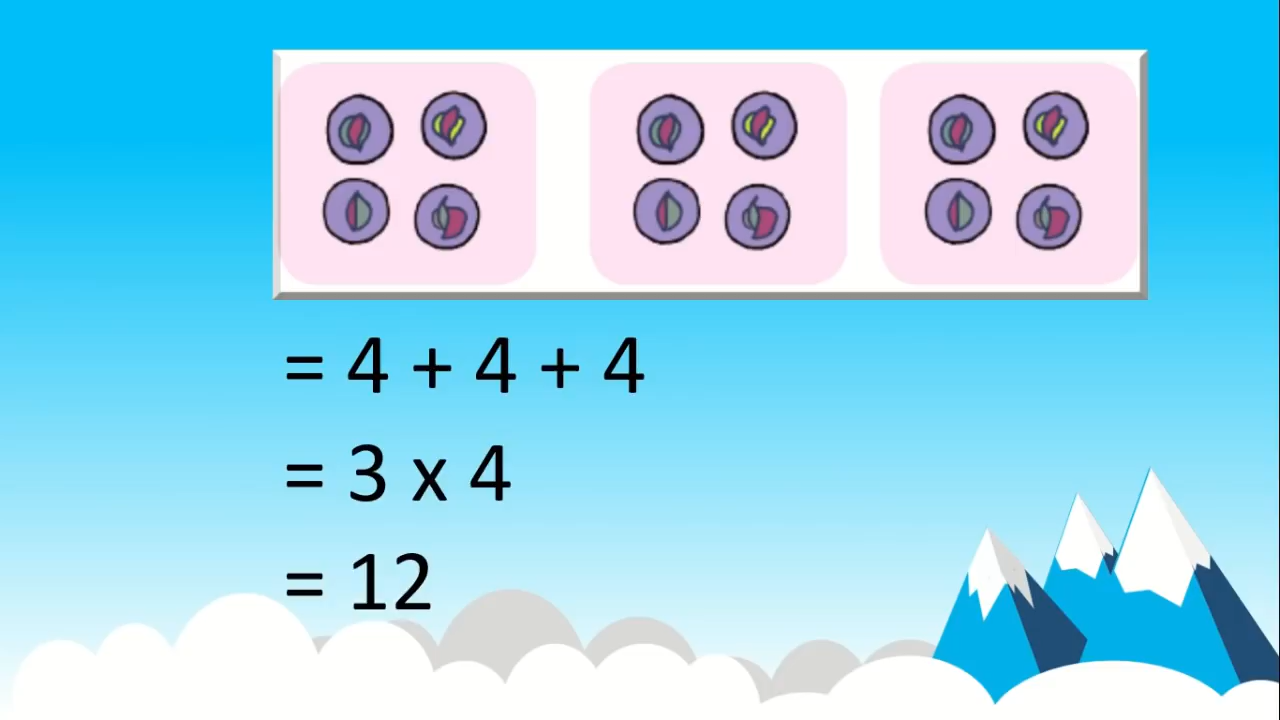 = 4 + 4 + 4
= 3 x 4
= 12